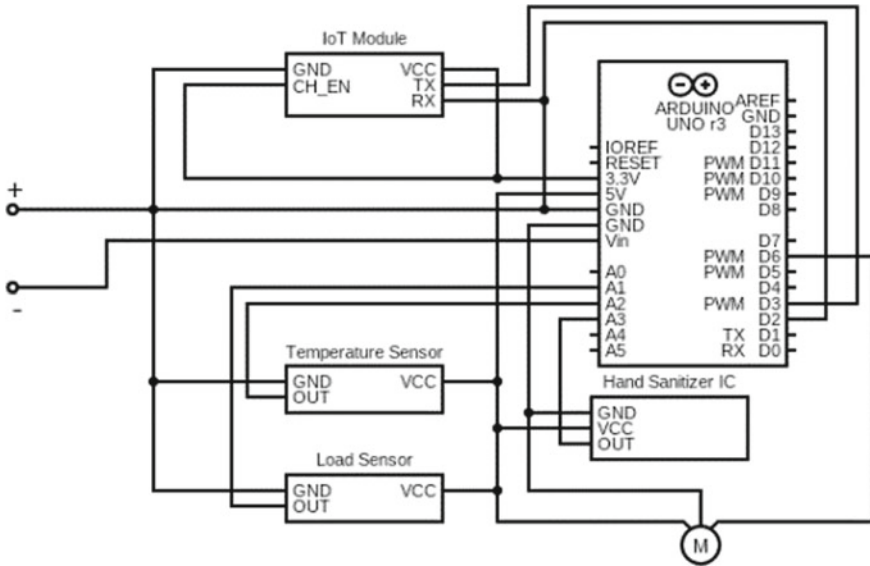 IoT Module
GND VCC
CH_EN TX
RX
+
-
ARDUINO
UNO r3
IOREF
RESET
3.3V
5V
GND
GND
Vin
A0
A1
A2
A3
A4
A5
AREF
GND
D13
D12
PWM D11
PWM D10
PWM D9
D8
D7
PWM D6
PWM D5
D4
PWM D3
D2
TX D1
RX D0
Temperature Sensor
GND VCC
OUT
Hand Sanitizer IC
GND
VCC
OUT
Load Sensor
GND VCC
OUT
M